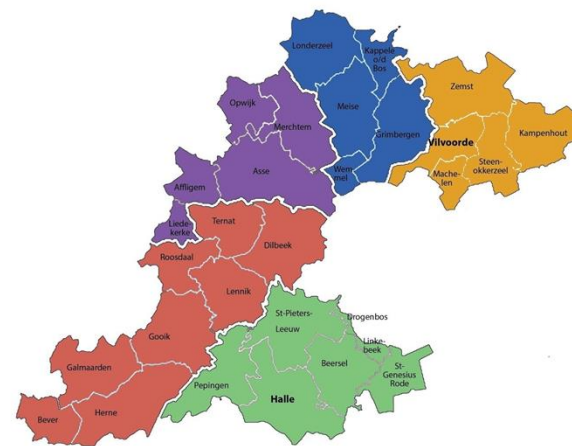 Londerzeel
Kappelle
o/d
Bos
Zemst
Opwijk
Meise
Merchtem
Grimbergen
Vilvoorde
Kampenhout
Steen-
okkerzeel
Wem-
mel
Asse
Mache-
len
Affligem
Liede-
kerke
Ternat
Dilbeek
Roosdaal
Lennik
St-Pieters-
Leeuw
Drogenbos
Gooik
Linke-
beek
Beersel
St-
Genesius
Rode
Galmaarden
Pepingen
Halle
Bever
Herne